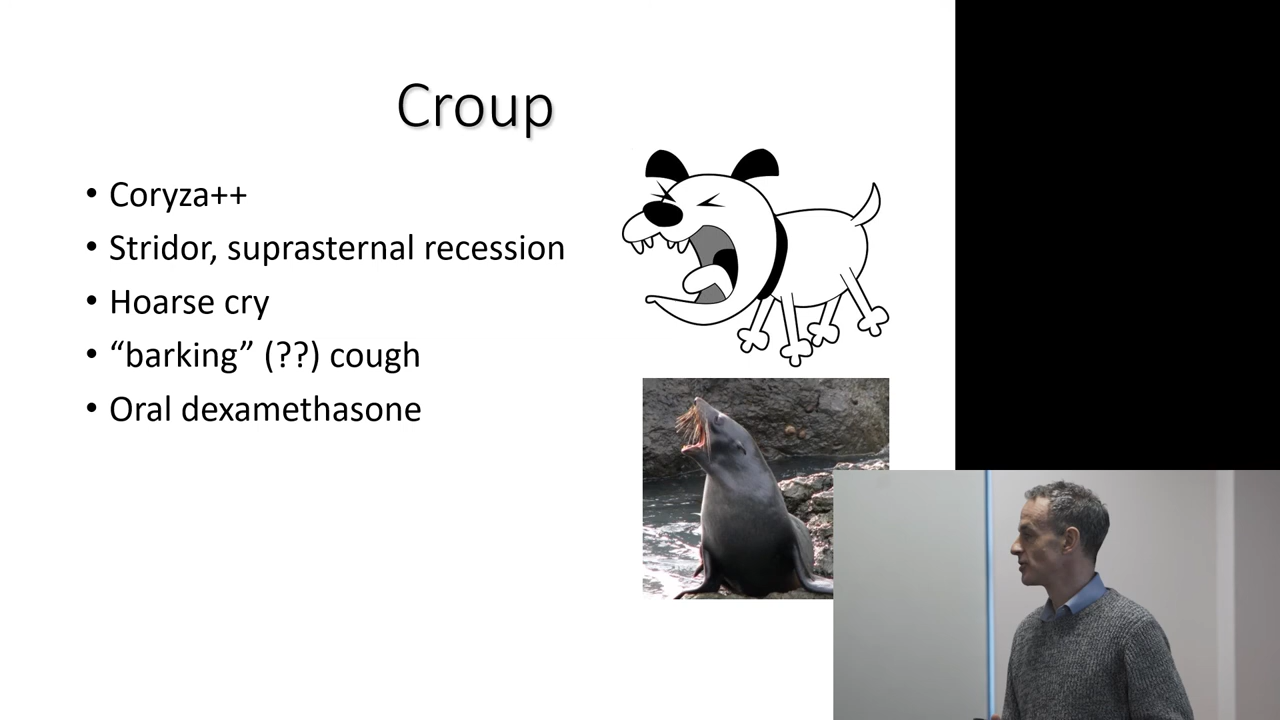 Croup
• Coryza++
• Stridor, suprasternal recession
• Hoarse cry
• “barking” (??) cough
• Oral dexamethasone